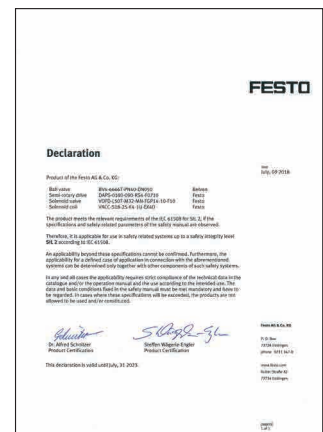 FESTO
Declaration
Date
July, 09 2018
Product of the Festo AG & Co. KG:
Ball valve
Semi-rotary drive Festo
Solenoid valve Festo
Solenoid coil Festo
The product meets the relevant requirements of the IEC 61508 for SIL 2, if the
specifications and safety-related parameters of the safety manual are observed.
Therefore, it is applicable for use in safety related systems up to a safety integrity level
SIL 2 according to IEC 61508.
An applicability beyond these specifications cannot be confirmed. Furthermore, the
applicability for a defined case of application in connection with the aforementioned
systems can be determined only together with other components of such safety systems.
In any and all cases the applicability requires strict compliance of the technical data in the
catalogue and/or the operation manual and the use according to the intended use. The
data and basic conditions fixed in the safety manual must be met mandatory and have to
be regarded. In cases where these specifications will be exceeded, the products are not
allowed to be used and/or constituted.
Dr. Alfred
Product Certification
Steffen Wägerle-Engler
Product Certification
This declaration is valid until July, 31 2023.
Festo AG & Co. KG
P. O. Box
73726 Esslingen
phone
www.festo.com
Ruiter Straße 82
73734 Esslingen
page(s)
1 of 1